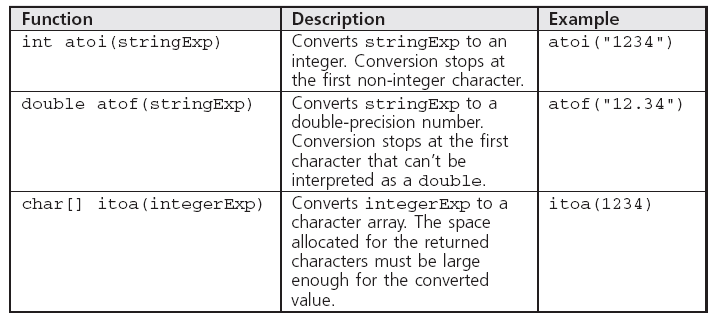 Function Description Example
int atoi(stringExp) Converts stringExp to an atoi("1234")
integer. Conversion stops at
the first non-integer character.
double atof(stringExp) Converts stringExp to a atof("12.34")
double-precision number.
Conversion stops at the first
character that can't be
interpreted as a double.
char[] itoa(integerExp) Converts integerExp to a itoa(1234)
character array. The space
allocated for the returned
characters must be large
enough for the converted
value.